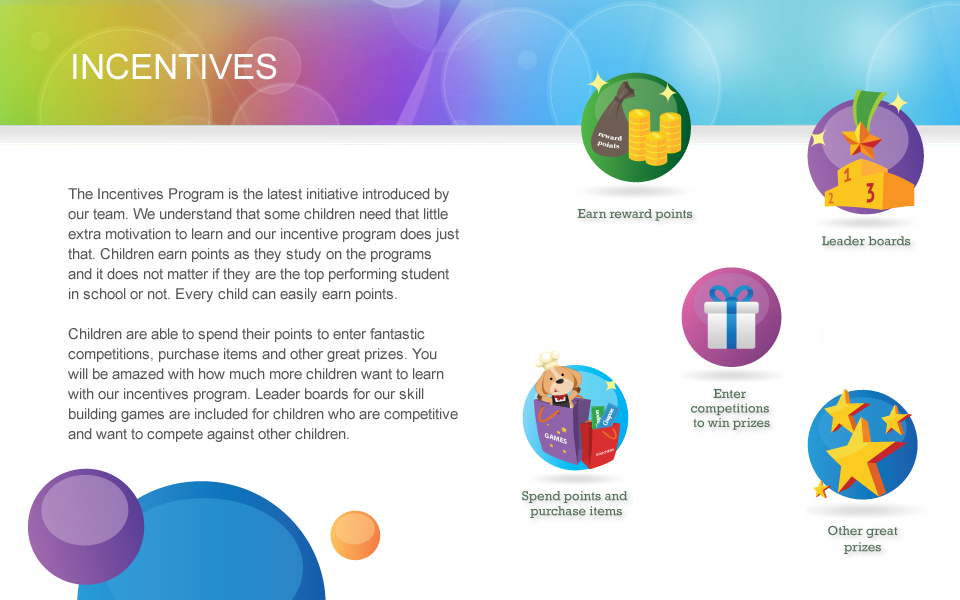 INCENTIVES
The Incentives Program is the latest initiative introduced by
our team. We understand that some children need that little
extra motivation to learn and our incentive program does just
that. Children earn points as they study on the programs
and it does not matter if they are the top performing student
in school or not. Every child can easily earn points.
Children are able to spend their points to enter fantastic
competitions, purchase items and other great prizes. You
will be amazed with how much more children want to learn
with our incentives program. Leader boards for our skill
building games are included for children who are competitive
and want to compete against other children.
reward
points
Earn reward points
1
2
3
Leader boards
Enter
competitions
to win prizes
GAMES
Spend points and
purchase items
Other great
prizes